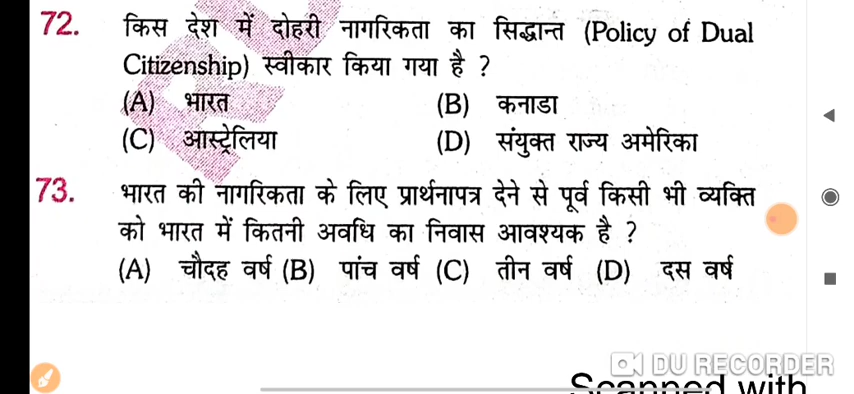 72. किस देश में दोहरी नागरिकता का सिद्धान्त (Policy of Dual
Citizenship) स्वीकार किया गया है ?
(A) भारत (B) कनाडा
(C) आस्ट्रेलिया (D) संयुक्त राज्य अमेरिका
73. भारत की नागरिकता के लिए प्रार्थनापत्र देने से पूर्व किसी भी व्यक्ति
को भारत में कितनी अवधि का निवास आवश्यक है ?
(A) चौदह वर्ष (B) पांच वर्ष (C) तीन वर्ष (D) दस वर्ष
DU RECORDER
Scanned with